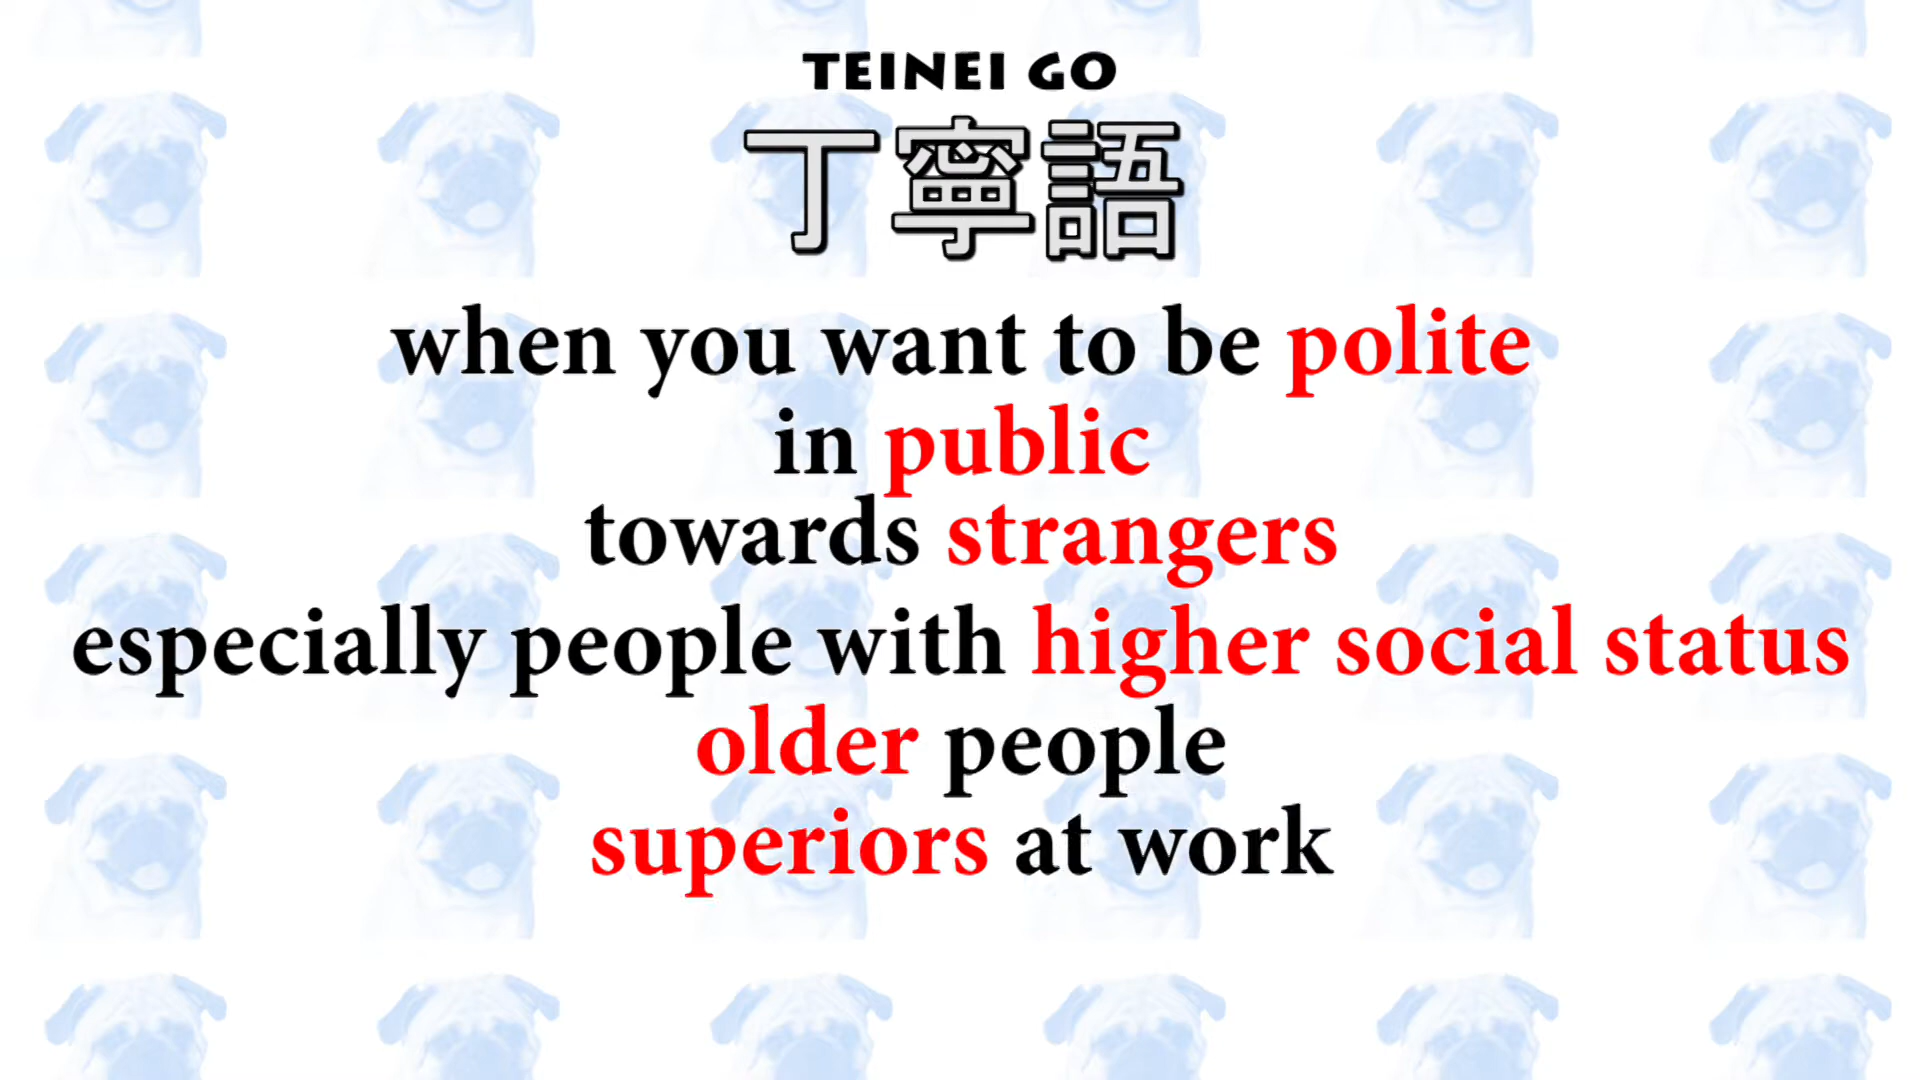 TEINEI GO
丁寧語
when you want to be polite
in public
towards strangers
especially people with higher social status
older people
superiors at work